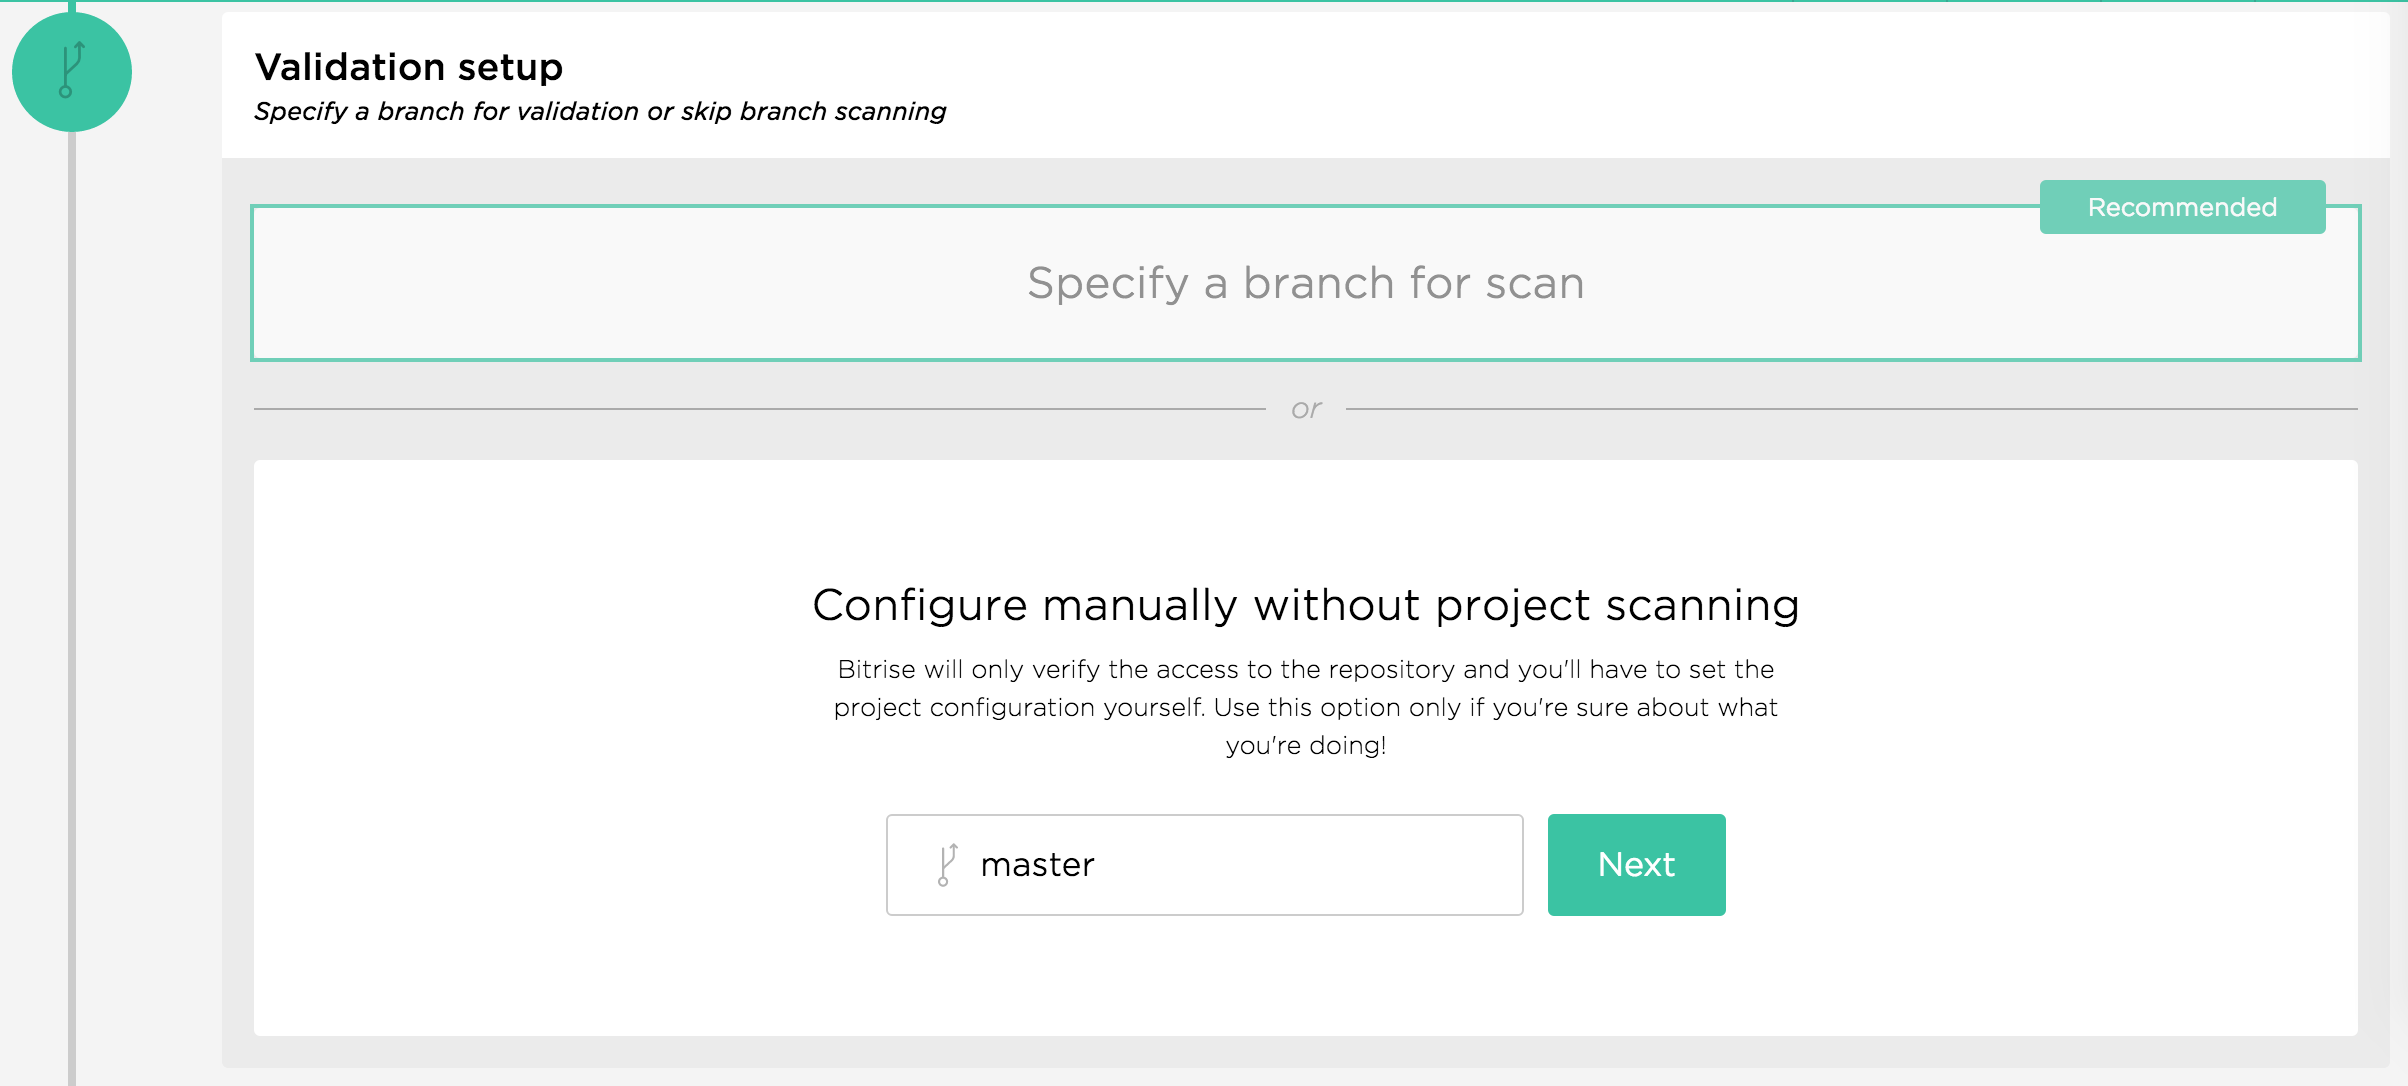 Validation setup
Specify a branch for validation or skip branch scanning
Recommended
Specify a branch for scan
or
Configure manually without project scanning
Bitrise will only verify the access to the repository and you'll have to set the
project configuration yourself. Use this option only if you're sure about what
you're doing!
master
Next